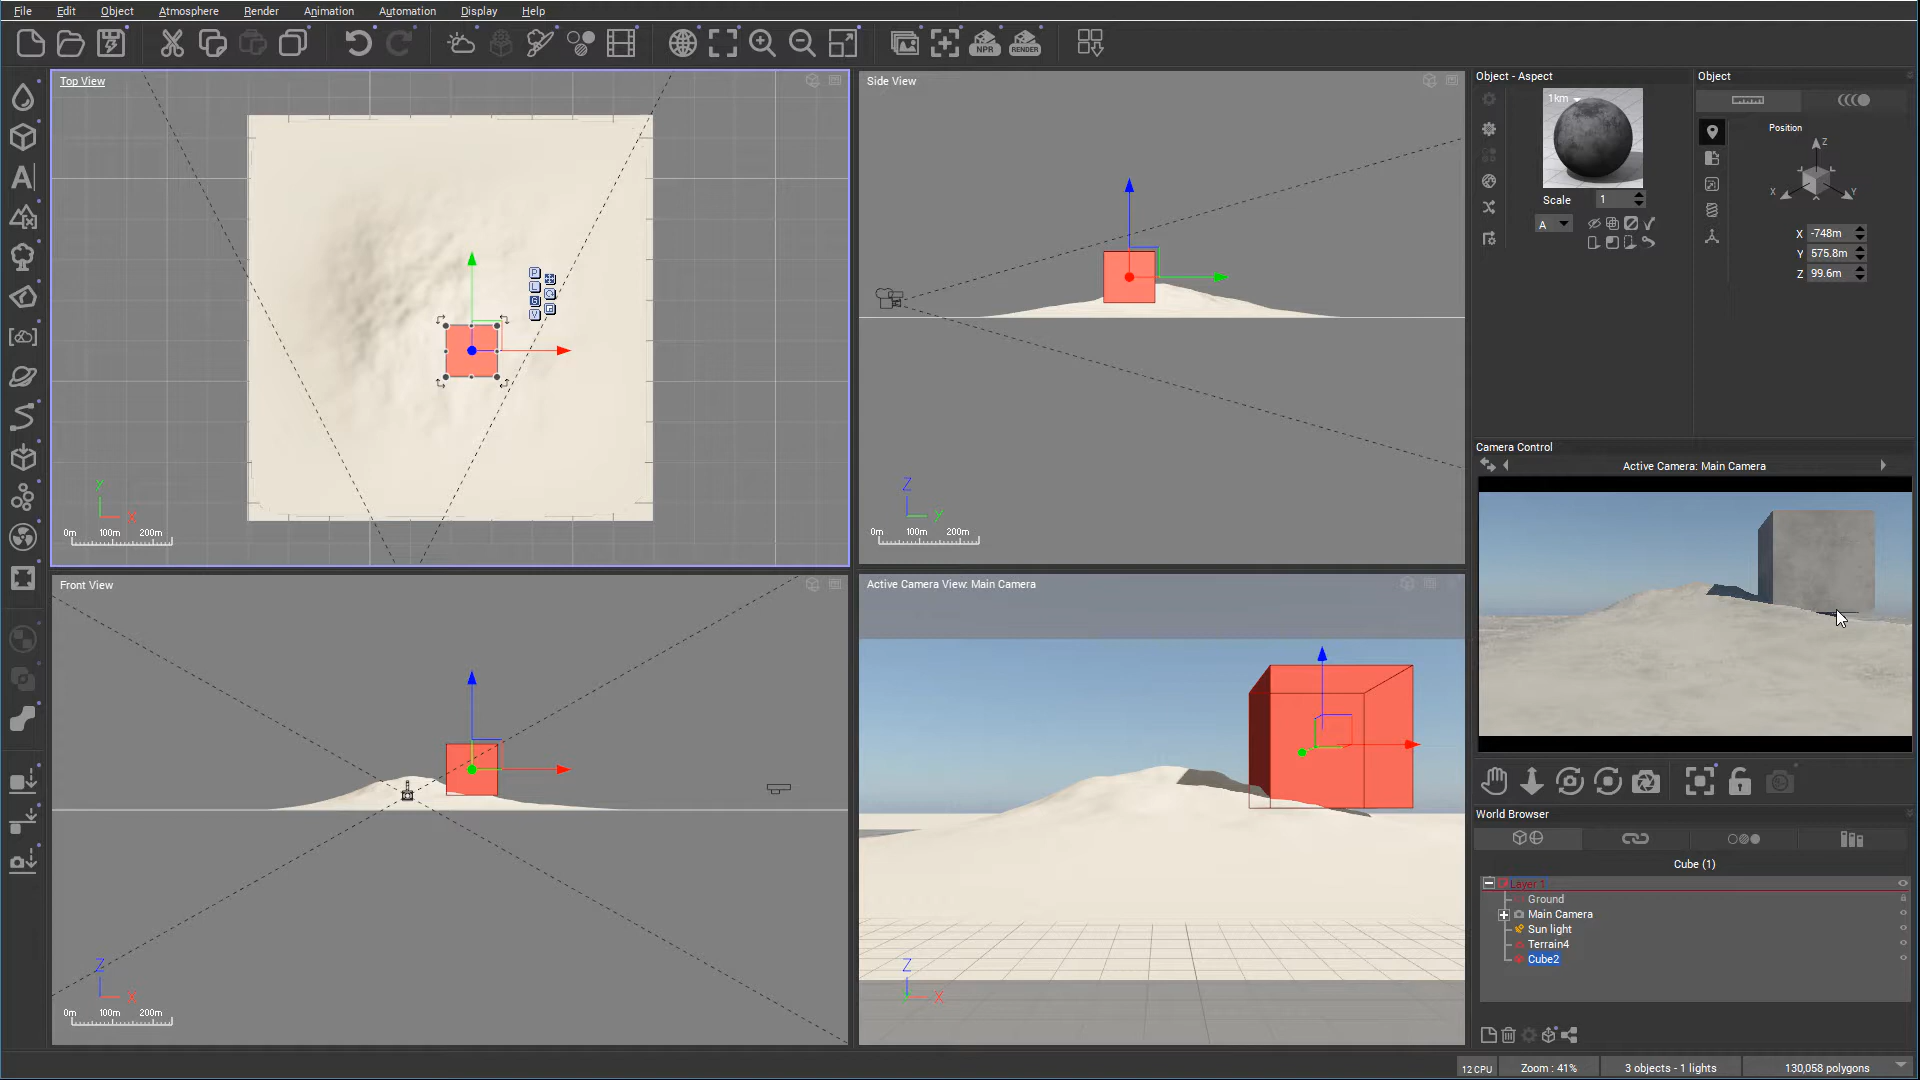 File Edit Object Atmosphere Render Animation Automation Display Help
NPR
RENDER
Top View
Side View
Object - Aspect
Object
1km
Position
Z
X
Y
Scale 1
A
X -748m
Y 575.8m
Z 99.6m
P
L
G
V
Y
X
0m 100m 200m
Z
Y
0m 100m 200m
Camera Control
Active Camera: Main Camera
Front View
Active Camera View: Main Camera
World Browser
Cube (1)
Layer 1
Ground
Main Camera
Sun light
Terrain4
Cube2
Z
X
0m 100m 200m
Z
X
12 CPU
Zoom : 41%
3 objects - 1 lights
130,058 polygons